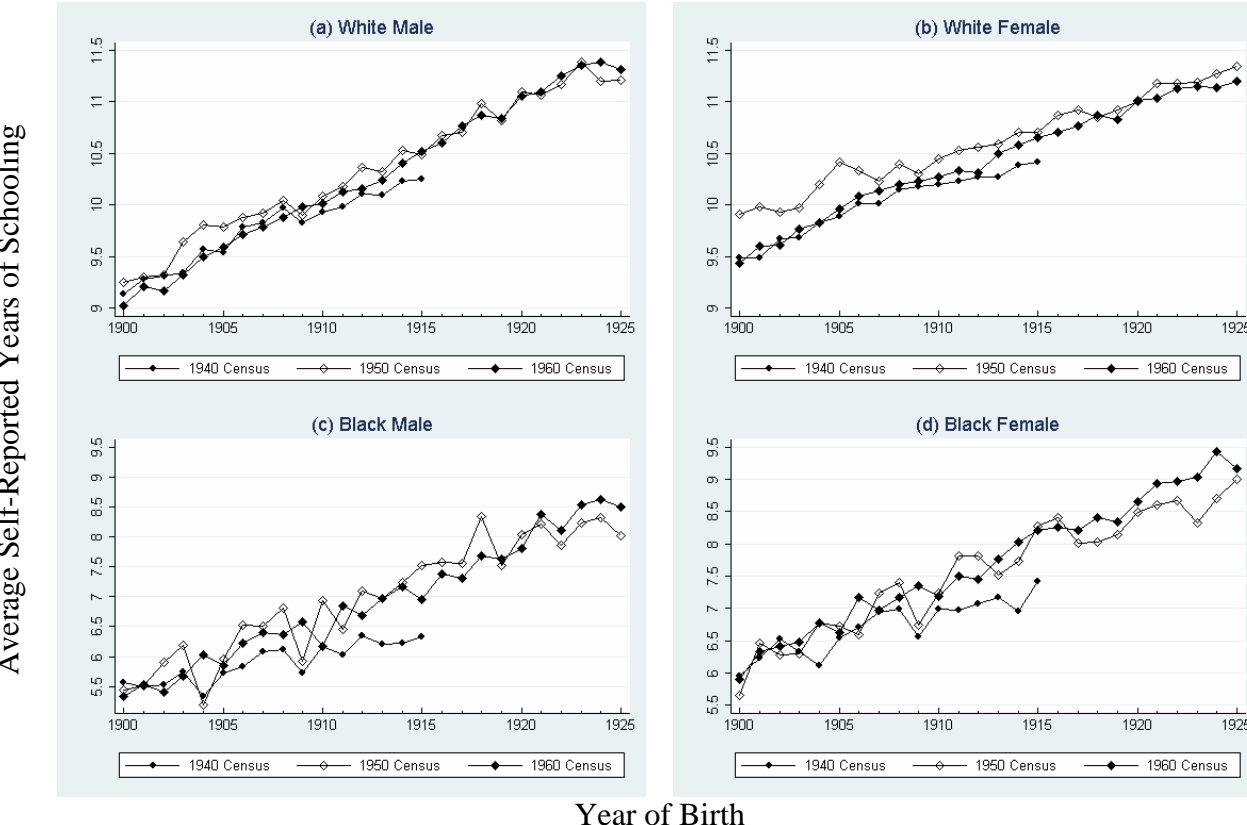 Average Self-Reported Years of Schooling
(a) White Male
11.5
11
10.5
10
9.5
9
1900 1905 1910 1915 1920 1925
1940 Census 1950 Census 1960 Census
(b) White Female
11.5
11
10.5
10
9.5
9
1900 1905 1910 1915 1920 1925
1940 Census 1950 Census 1960 Census
(c) Black Male
9.5
9
8.5
8
7.5
7
6.5
6
5.5
1900 1905 1910 1915 1920 1925
1940 Census 1950 Census 1960 Census
(d) Black Female
9.5
9
8.5
8
7.5
7
6.5
6
5.5
1900 1905 1910 1915 1920 1925
1940 Census 1950 Census 1960 Census
Year of Birth